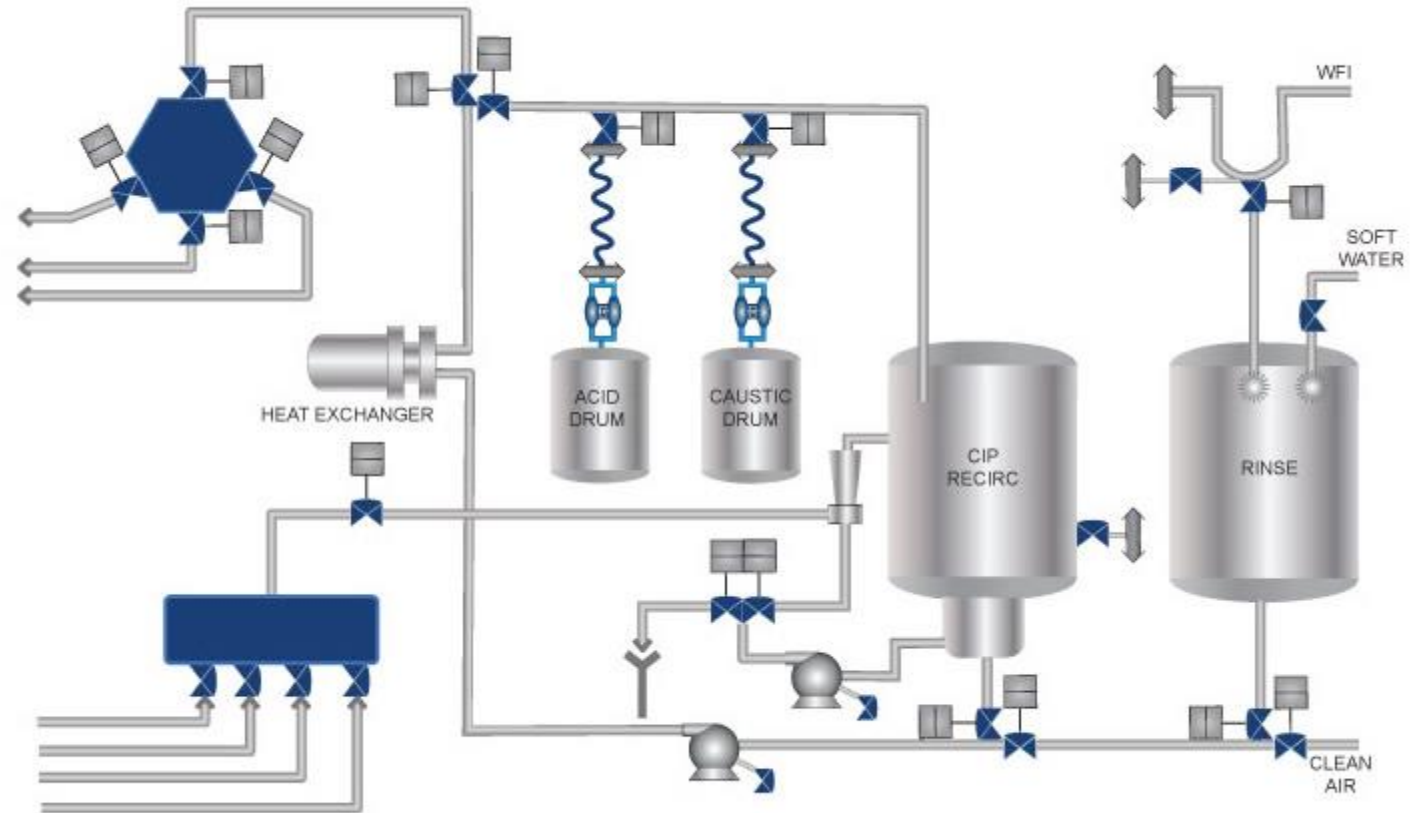 WFI
SOFT
WATER
HEAT EXCHANGER
ACID
DRUM
CAUSTIC
DRUM
CIP
RECIRC
RINSE
CLEAN
AIR